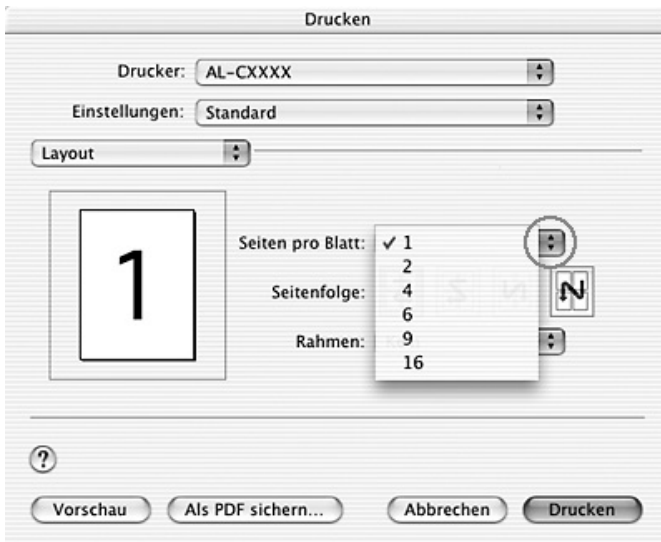 Drucken
Drucker: AL-CXXXX
Einstellungen: Standard
Layout
1
Seiten pro Blatt: ✓ 1
2
Seitenfolge: 4
6
Rahmen: 9
16
?
Vorschau Als PDF sichern... Abbrechen Drucken